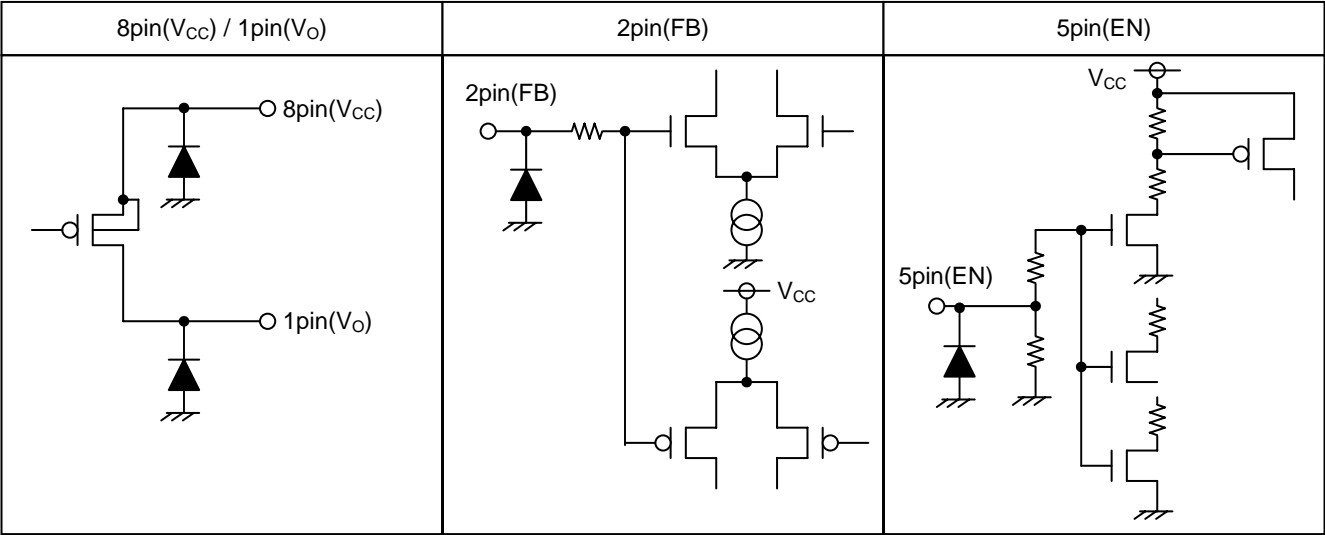 8pin(VCC) / 1pin(VO)
2pin(FB)
5pin(EN)
8pin(VCC)
1pin(VO)
2pin(FB)
VCC
VCC
5pin(EN)